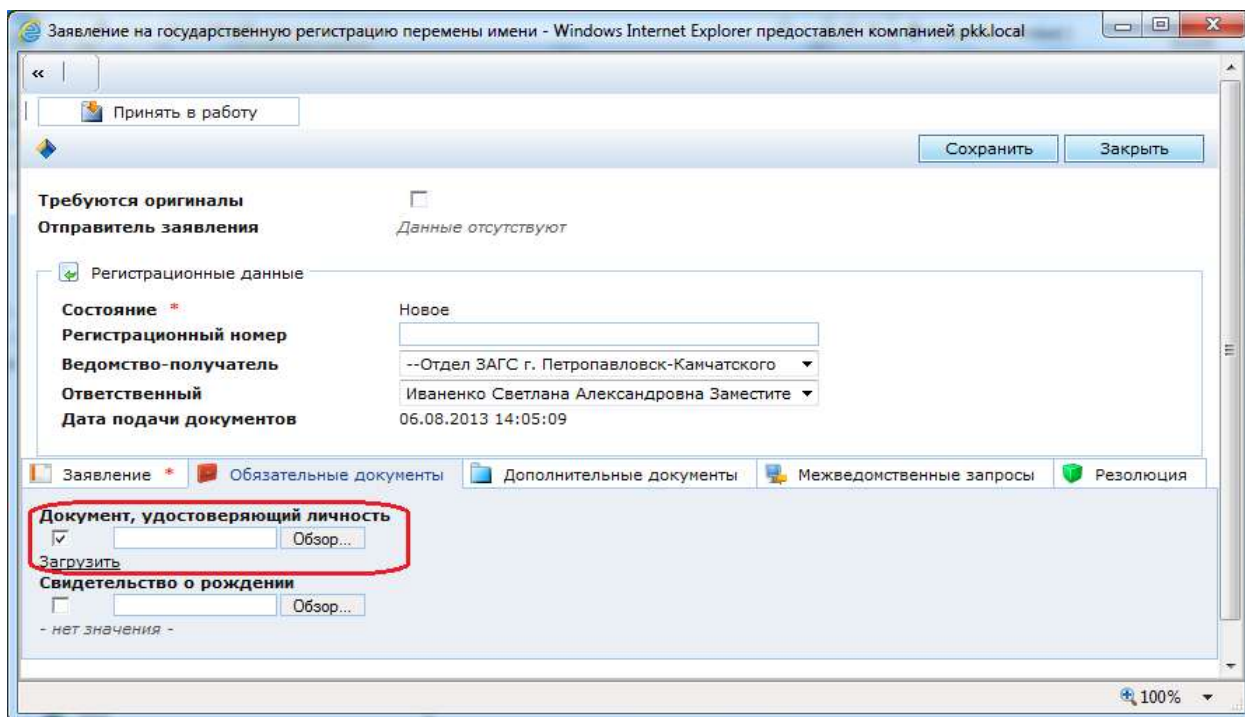 Заявление на государственную регистрацию перемены имени - Windows Internet Explorer предоставлен компанией pkk.local
«
Принять в работу
Сохранить Закрыть
Требуются оригиналы
Отправитель заявления Данные отсутствуют
Регистрационные данные
Состояние * Новое
Регистрационный номер
Ведомство-получатель --Отдел ЗАГС г. Петропавловск-Камчатского
Ответственный Иваненко Светлана Александровна Заместите
Дата подачи документов 06.08.2013 14:05:09
Заявление * Обязательные документы Дополнительные документы Межведомственные запросы Резолюция
Документ, удостоверяющий личность
Обзор...
Загрузить
Свидетельство о рождении
Обзор...
- нет значения -
100%